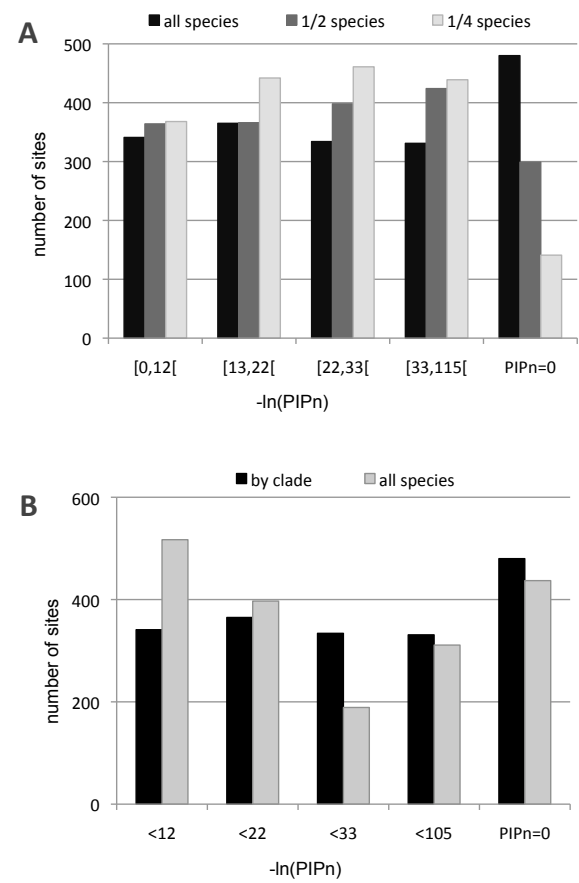 A
all species 1/2 species 1/4 species
500
400
300
200
100
0
number of sites
[0,12[ [13,22[ [22,33[ [33,115[ PIPn=0
-ln(PIPn)
B
by clade all species
600
400
200
0
number of sites
<12 <22 <33 <105 PIPn=0
-ln(PIPn)